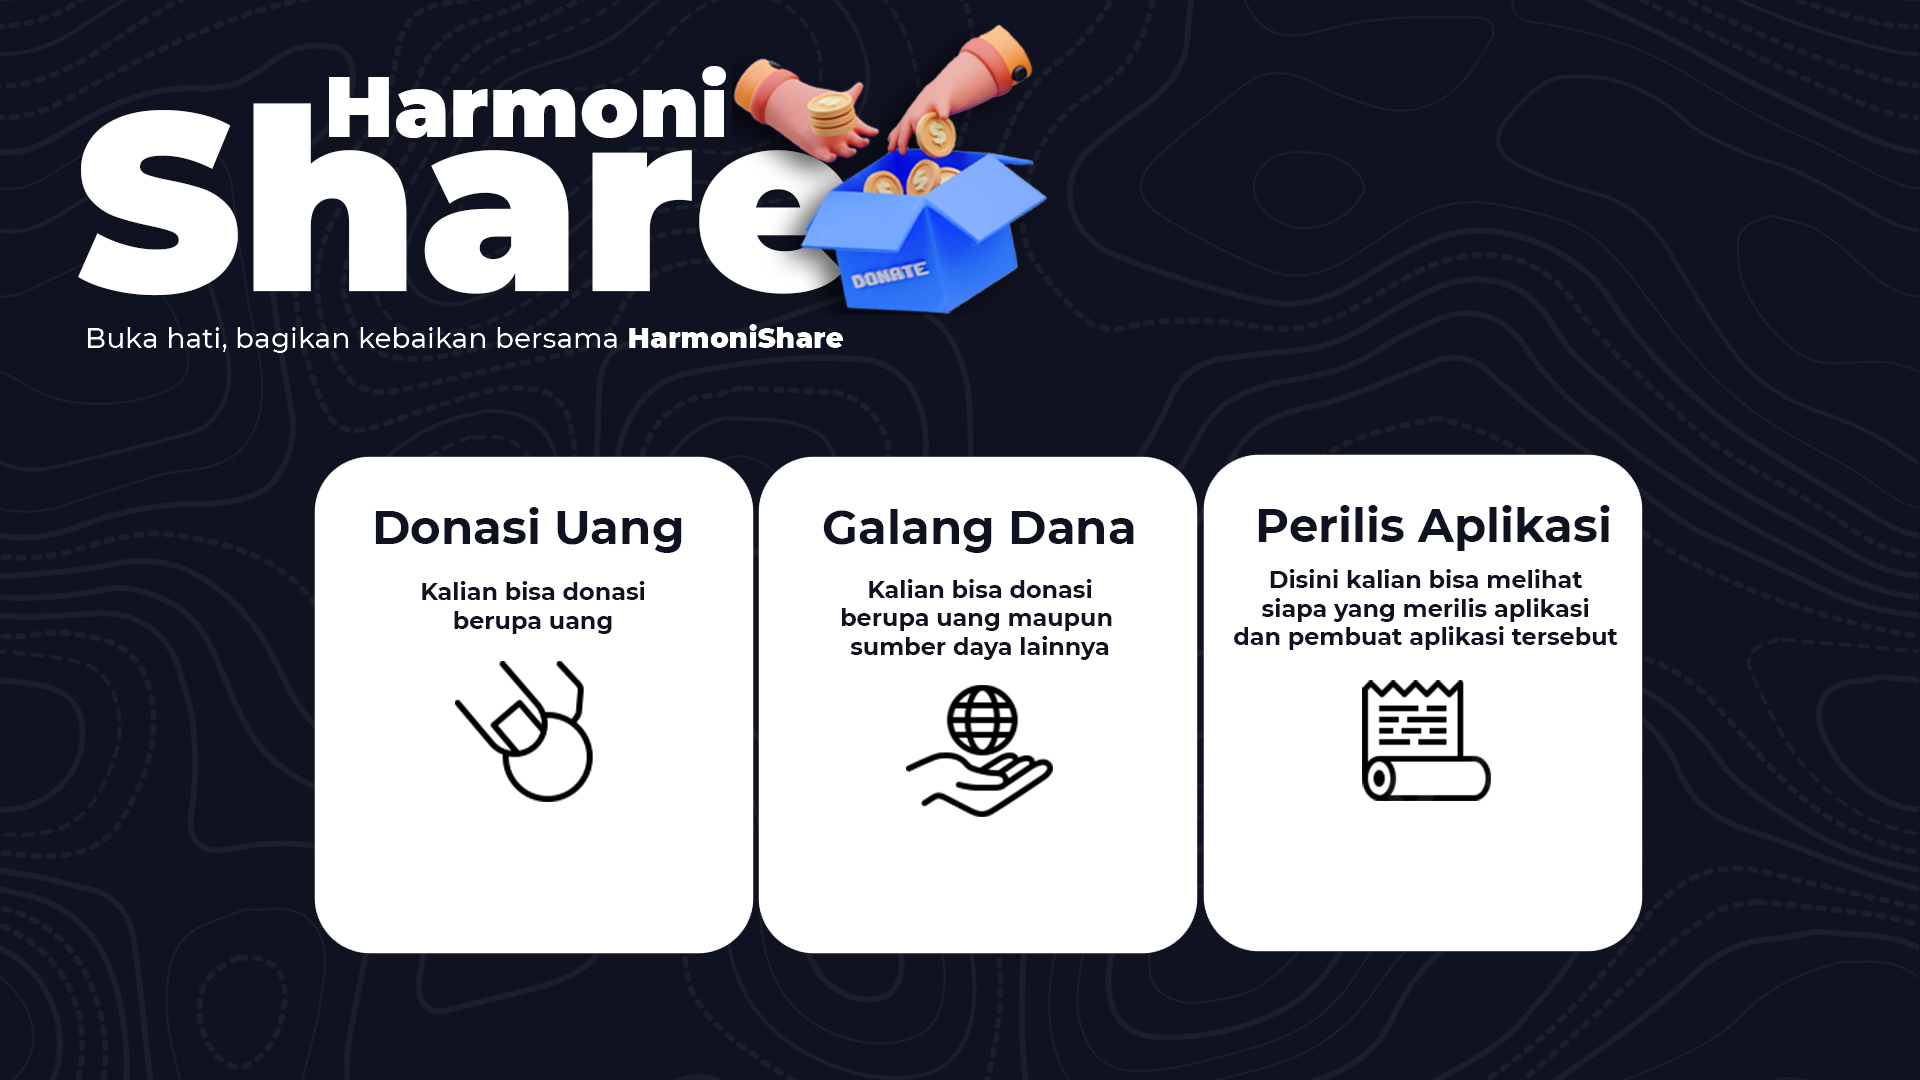 Harmoni
Share
DONATE
Buka hati, bagikan kebaikan bersama HarmoniShare
Donasi Uang
Kalian bisa donasi
berupa uang
Galang Dana
Kalian bisa donasi
berupa uang maupun
sumber daya lainnya
Perilis Aplikasi
Disini kalian bisa melihat
siapa yang merilis aplikasi
dan pembuat aplikasi tersebut